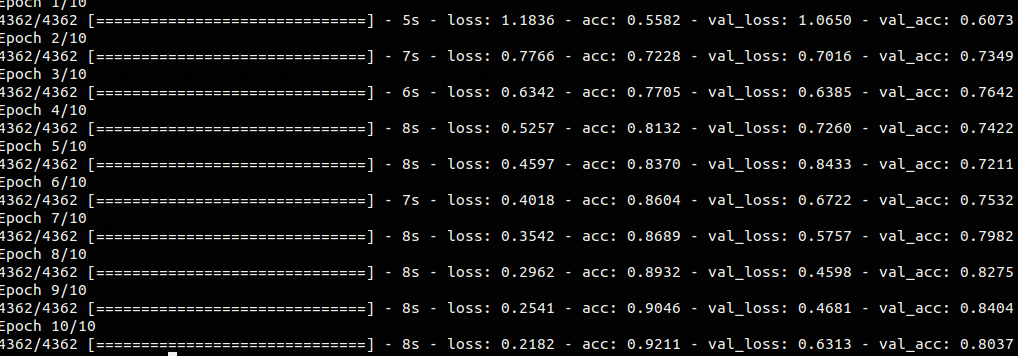 Epoch 1/10
4362/4362 [==============================] - 5s - loss: 1.1836 - acc: 0.5582 - val_loss: 1.0650 - val_acc: 0.6073
Epoch 2/10
4362/4362 [==============================] - 7s - loss: 0.7766 - acc: 0.7228 - val_loss: 0.7016 - val_acc: 0.7349
Epoch 3/10
4362/4362 [==============================] - 6s - loss: 0.6342 - acc: 0.7705 - val_loss: 0.6385 - val_acc: 0.7642
Epoch 4/10
4362/4362 [==============================] - 8s - loss: 0.5257 - acc: 0.8132 - val_loss: 0.7260 - val_acc: 0.7422
Epoch 5/10
4362/4362 [==============================] - 8s - loss: 0.4597 - acc: 0.8370 - val_loss: 0.8433 - val_acc: 0.7211
Epoch 6/10
4362/4362 [==============================] - 7s - loss: 0.4018 - acc: 0.8604 - val_loss: 0.6722 - val_acc: 0.7532
Epoch 7/10
4362/4362 [==============================] - 8s - loss: 0.3542 - acc: 0.8689 - val_loss: 0.5757 - val_acc: 0.7982
Epoch 8/10
4362/4362 [==============================] - 8s - loss: 0.2962 - acc: 0.8932 - val_loss: 0.4598 - val_acc: 0.8275
Epoch 9/10
4362/4362 [==============================] - 8s - loss: 0.2541 - acc: 0.9046 - val_loss: 0.4681 - val_acc: 0.8404
Epoch 10/10
4362/4362 [==============================] - 8s - loss: 0.2182 - acc: 0.9211 - val_loss: 0.6313 - val_acc: 0.8037